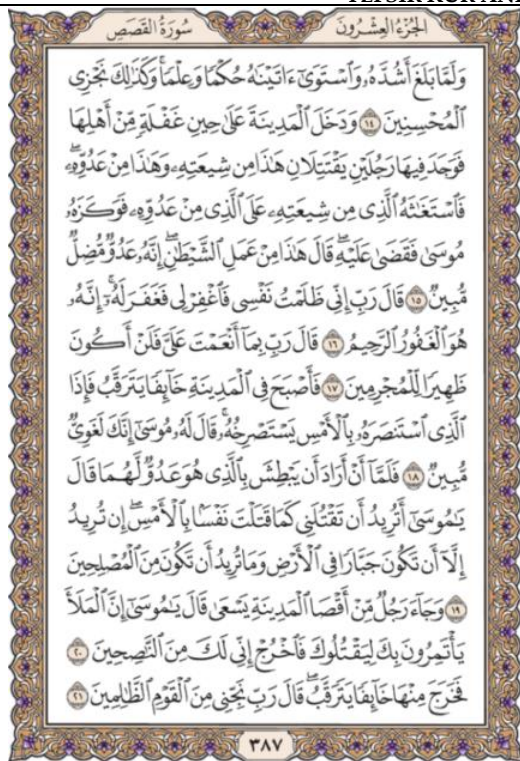 الجُزْءُ العِشْرُونَ سُورَةُ القَصَصِ
وَلَمَّا بَلَغَ أَشُدَّهُۥ وَٱسْتَوَىٰٓ ءَاتَيْنَٰهُ حُكْمًا وَعِلْمًا ۚ وَكَذَٰلِكَ نَجْزِى
ٱلْمُحْسِنِينَ ١٤ وَدَخَلَ ٱلْمَدِينَةَ عَلَىٰ حِينِ غَفْلَةٍ مِّنْ أَهْلِهَا
فَوَجَدَ فِيهَا رَجُلَيْنِ يَقْتَتِلَانِ هَٰذَا مِن شِيعَتِهِۦ وَهَٰذَا مِنْ عَدُوِّهِۦ ۖ
فَٱسْتَغَٰثَهُ ٱلَّذِى مِن شِيعَتِهِۦ عَلَى ٱلَّذِى مِنْ عَدُوِّهِۦ فَوَكَزَهُۥ
مُوسَىٰ فَقَضَىٰ عَلَيْهِ ۖ قَالَ هَٰذَا مِنْ عَمَلِ ٱلشَّيْطَٰنِ ۖ إِنَّهُۥ عَدُوٌّ مُّضِلٌّ
مُّبِينٌ ١٥ قَالَ رَبِّ إِنِّى ظَلَمْتُ نَفْسِى فَٱغْفِرْ لِى فَغَفَرَ لَهُۥٓ ۚ إِنَّهُۥ
هُوَ ٱلْغَفُورُ ٱلرَّحِيمُ ١٦ قَالَ رَبِّ بِمَآ أَنْعَمْتَ عَلَىَّ فَلَنْ أَكُونَ
ظَهِيرًا لِّلْمُجْرِمِينَ ١٧ فَأَصْبَحَ فِى ٱلْمَدِينَةِ خَآئِفًا يَتَرَقَّبُ فَإِذَا
ٱلَّذِى ٱسْتَنصَرَهُۥ بِٱلْأَمْسِ يَسْتَصْرِخُهُۥ ۚ قَالَ لَهُۥ مُوسَىٰٓ إِنَّكَ لَغَوِىٌّ
مُّبِينٌ ١٨ فَلَمَّآ أَنْ أَرَادَ أَن يَبْطِشَ بِٱلَّذِى هُوَ عَدُوٌّ لَّهُمَا قَالَ
يَٰمُوسَىٰٓ أَتُرِيدُ أَن تَقْتُلَنِى كَمَا قَتَلْتَ نَفْسًۢا بِٱلْأَمْسِ ۖ إِن تُرِيدُ
إِلَّآ أَن تَكُونَ جَبَّارًا فِى ٱلْأَرْضِ وَمَا تُرِيدُ أَن تَكُونَ مِنَ ٱلْمُصْلِحِينَ
١٩ وَجَآءَ رَجُلٌ مِّنْ أَقْصَا ٱلْمَدِينَةِ يَسْعَىٰ قَالَ يَٰمُوسَىٰٓ إِنَّ ٱلْمَلَأَ
يَأْتَمِرُونَ بِكَ لِيَقْتُلُوكَ فَٱخْرُجْ إِنِّى لَكَ مِنَ ٱلنَّٰصِحِينَ ٢٠
فَخَرَجَ مِنْهَا خَآئِفًا يَتَرَقَّبُ ۖ قَالَ رَبِّ نَجِّنِى مِنَ ٱلْقَوْمِ ٱلظَّٰلِمِينَ ٢١
٣٨٧